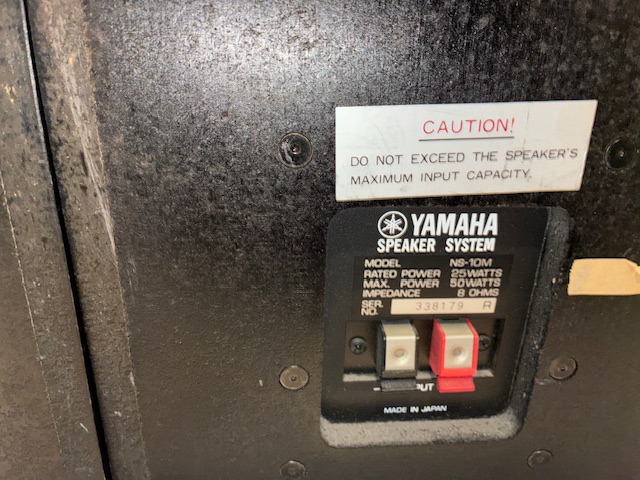 CAUTION!
DO NOT EXCEED THE SPEAKER'S
MAXIMUM INPUT CAPACITY.
YAMAHA
SPEAKER SYSTEM
MODEL NS-10M
RATED POWER 25WATTS
MAX. POWER 50WATTS
IMPEDANCE 8 OHMS
SER. NO. 338179 R
INPUT
MADE IN JAPAN